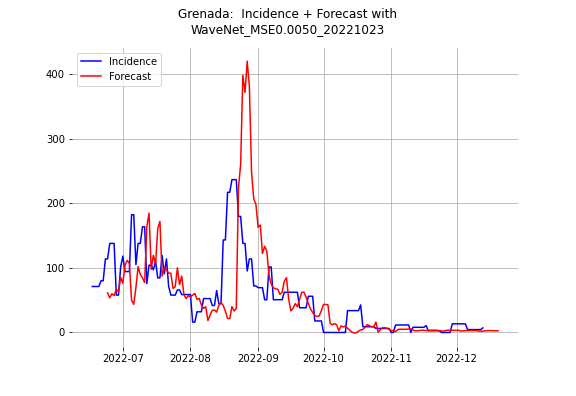 Grenada:  Incidence + Forecast with
WaveNet_MSE0.0050_20221023
Incidence
Forecast
400
300
200
100
0
2022-07 2022-08 2022-09 2022-10 2022-11 2022-12